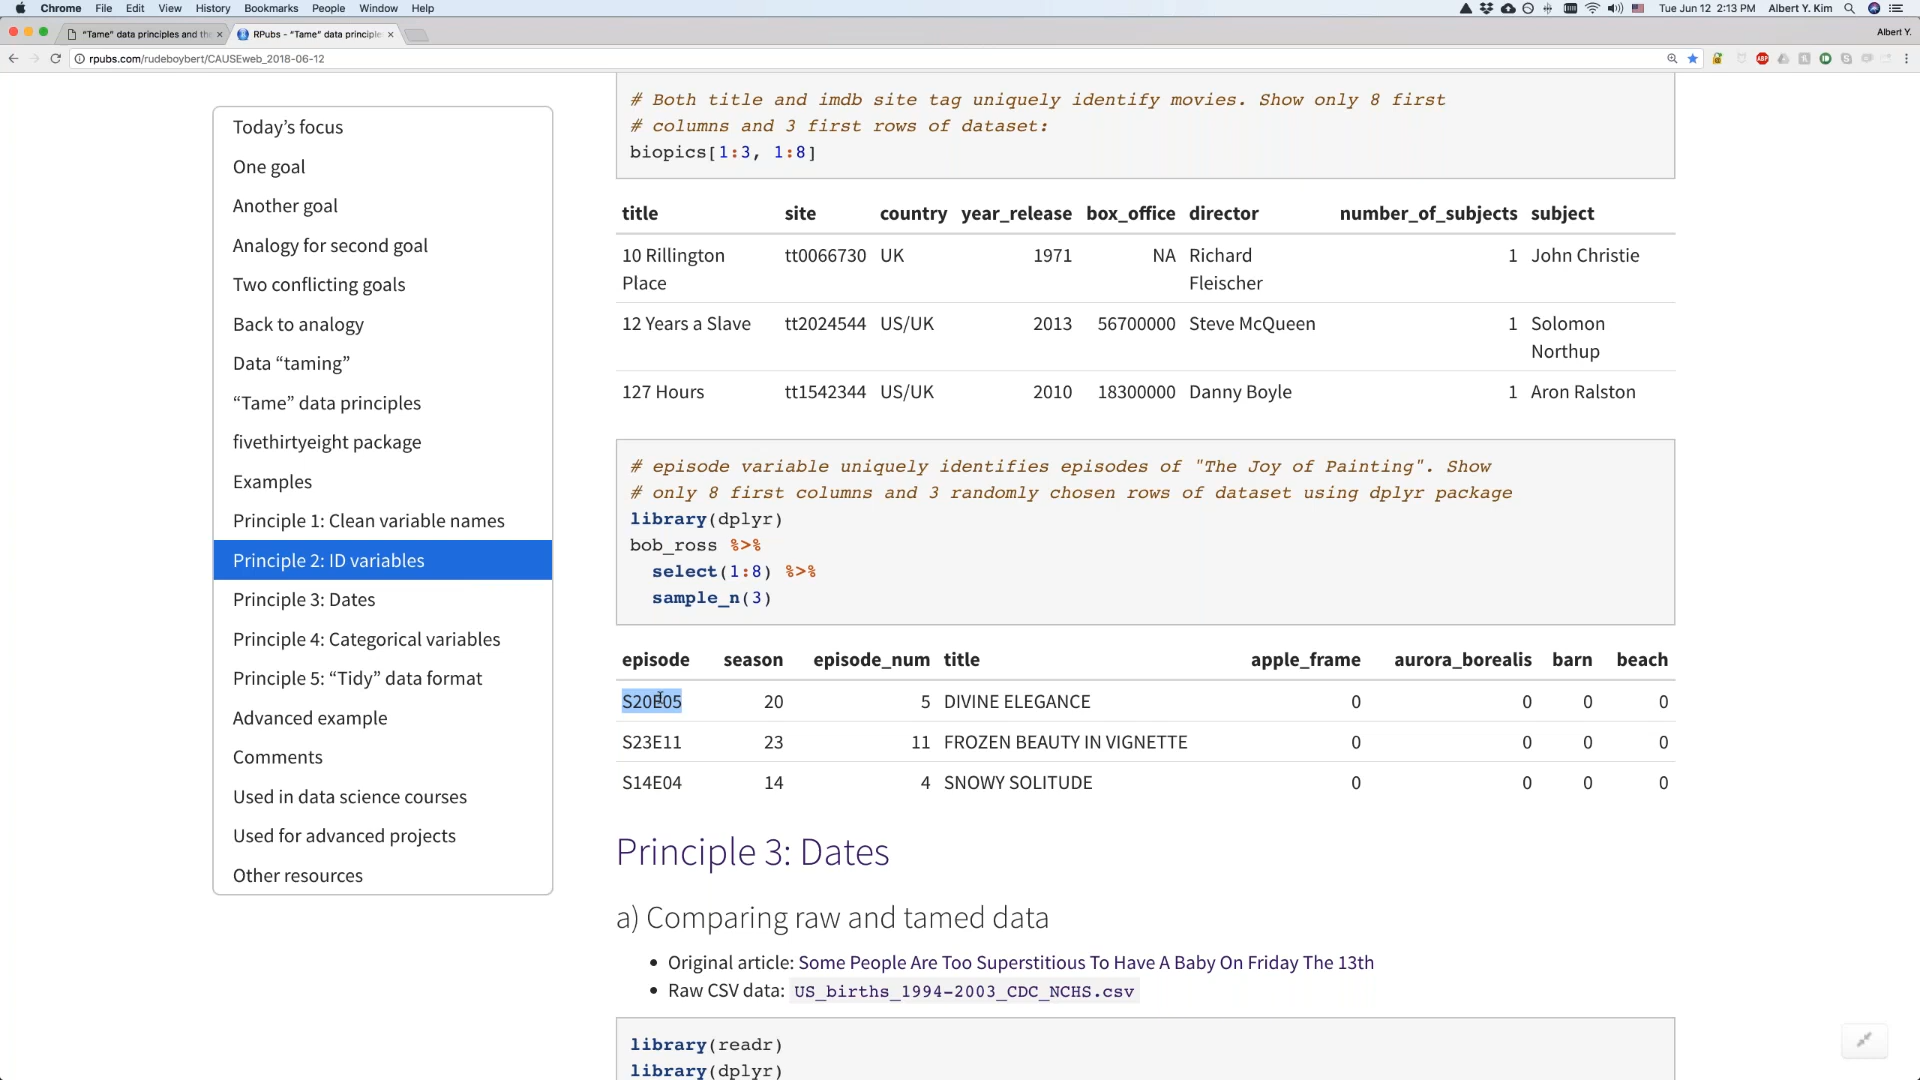 Chrome File Edit View History Bookmarks People Window Help Tue Jun 12 2:13 PM Albert Y. Kim
"Tame" data principles and th × RPubs - "Tame" data principle × Albert Y.
rpubs.com/rudeboybert/CAUSEweb_2018-06-12 ABP
Today's focus
One goal
Another goal
Analogy for second goal
Two conflicting goals
Back to analogy
Data “taming”
“Tame” data principles
fivethirtyeight package
Examples
Principle 1: Clean variable names
Principle 2: ID variables
Principle 3: Dates
Principle 4: Categorical variables
Principle 5: “Tidy” data format
Advanced example
Comments
Used in data science courses
Used for advanced projects
Other resources
# Both title and imdb site tag uniquely identify movies. Show only 8 first
# columns and 3 first rows of dataset:
biopics[1:3, 1:8]
title site country year_release box_office director number_of_subjects subject
10 Rillington Place tt0066730 UK 1971 NA Richard Fleischer 1 John Christie
12 Years a Slave tt2024544 US/UK 2013 56700000 Steve McQueen 1 Solomon Northup
127 Hours tt1542344 US/UK 2010 18300000 Danny Boyle 1 Aron Ralston
# episode variable uniquely identifies episodes of "The Joy of Painting". Show
# only 8 first columns and 3 randomly chosen rows of dataset using dplyr package
library(dplyr)
bob_ross %>%
select(1:8) %>%
sample_n(3)
episode season episode_num title apple_frame aurora_borealis barn beach
S20E05 20 5 DIVINE ELEGANCE 0 0 0 0
S23E11 23 11 FROZEN BEAUTY IN VIGNETTE 0 0 0 0
S14E04 14 4 SNOWY SOLITUDE 0 0 0 0
Principle 3: Dates
a) Comparing raw and tamed data
• Original article: Some People Are Too Superstitious To Have A Baby On Friday The 13th
• Raw CSV data: US_births_1994-2003_CDC_NCHS.csv
library(readr)
library(dplyr)